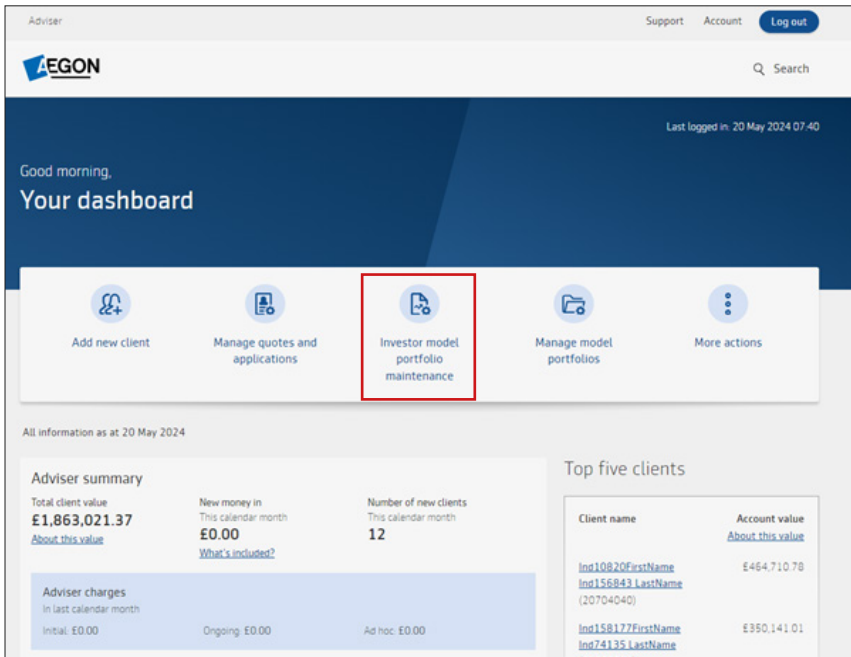 Adviser
Support Account Log out
AEGON
Search
Last logged in: 20 May 2024 07:40
Good morning,
Your dashboard
Add new client
Manage quotes and
applications
Investor model
portfolio
maintenance
Manage model
portfolios
More actions
All information as at 20 May 2024
Adviser summary
Total client value
£1,863,021.37
About this value
New money in
This calendar month
£0.00
What's included?
Number of new clients
This calendar month
12
Adviser charges
In last calendar month
Initial: £0.00 Ongoing: £0.00 Ad hoc: £0.00
Top five clients
Client name Account value
About this value
Ind10820FirstName £464,710.78
Ind156843 LastName
(20704040)
Ind158177FirstName £350,141.01
Ind74135 LastName